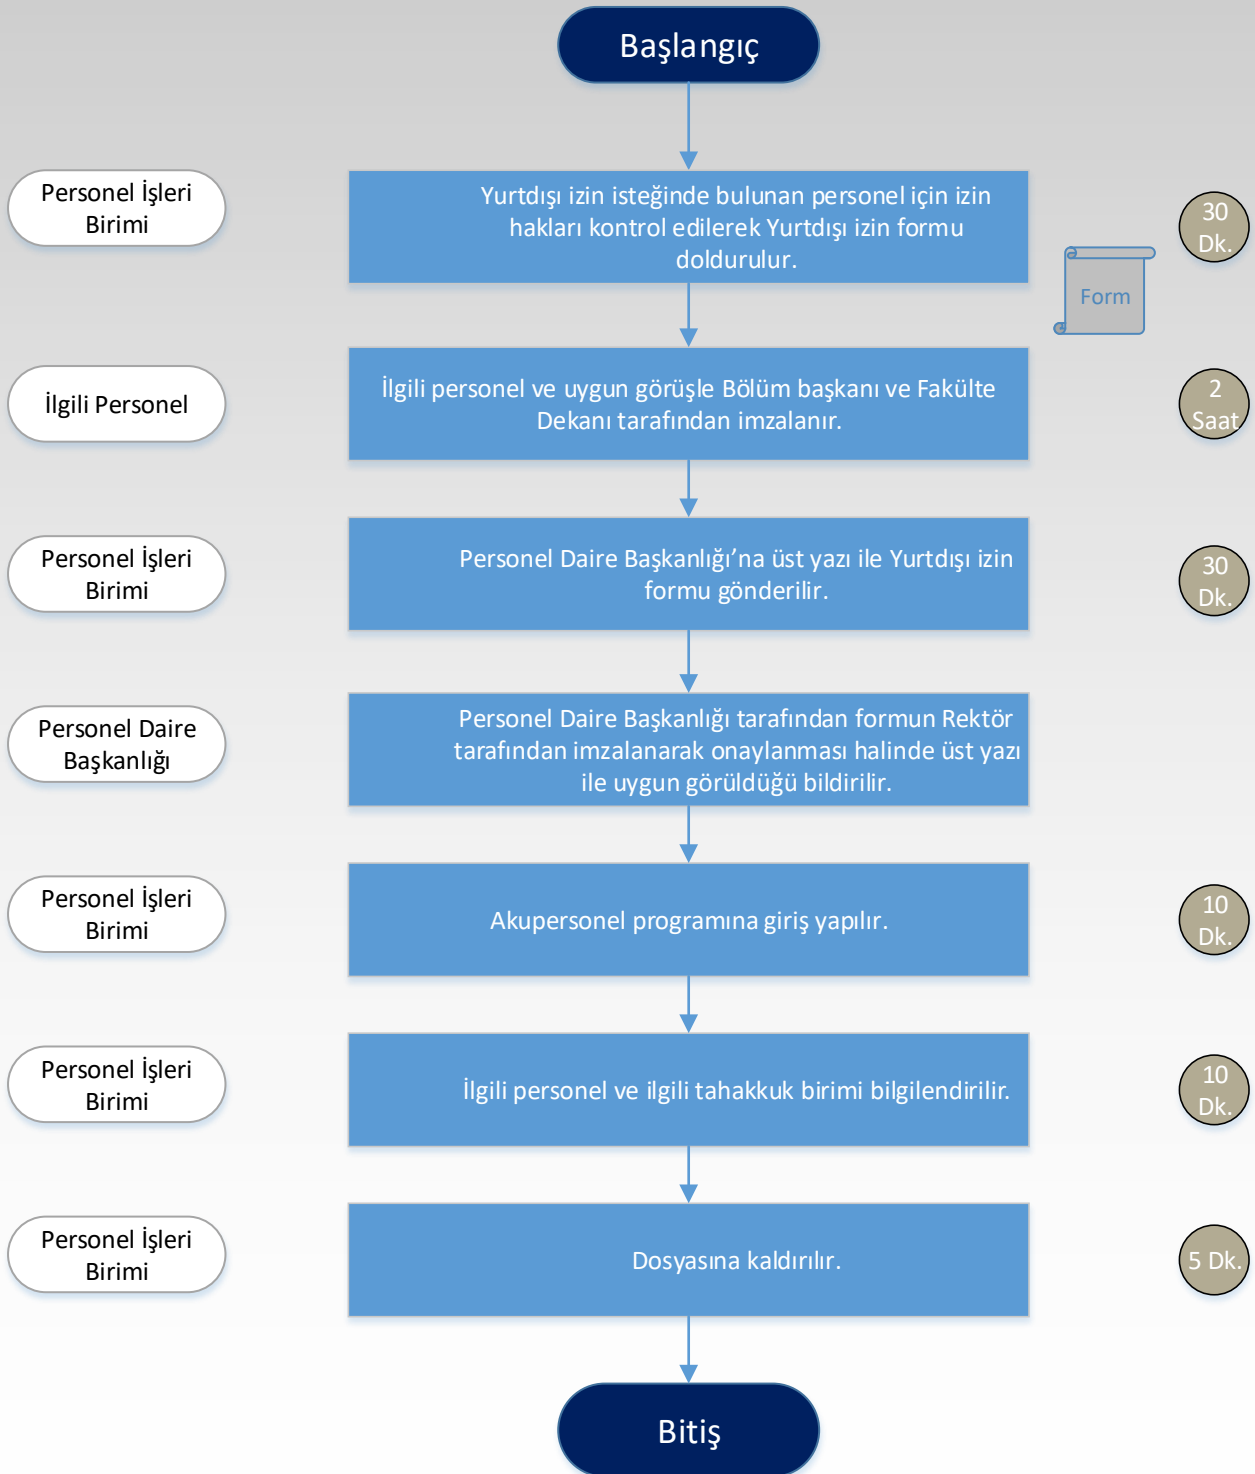 Başlangıç
Personel İşleri
Birimi
Yurtdışı izin isteğinde bulunan personel için izin
hakları kontrol edilerek Yurtdışı izin formu
doldurulur.
30
Dk.
Form
İlgili Personel
İlgili personel ve uygun görüşle Bölüm başkanı ve Fakülte
Dekanı tarafından imzalanır.
2
Saat
Personel İşleri
Birimi
Personel Daire Başkanlığı’na üst yazı ile Yurtdışı izin
formu gönderilir.
30
Dk.
Personel Daire
Başkanlığı
Personel Daire Başkanlığı tarafından formun Rektör
tarafından imzalanarak onaylanması halinde üst yazı
ile uygun görüldüğü bildirilir.
Personel İşleri
Birimi
Akupersonel programına giriş yapılır.
10
Dk.
Personel İşleri
Birimi
İlgili personel ve ilgili tahakkuk birimi bilgilendirilir.
10
Dk.
Personel İşleri
Birimi
Dosyasına kaldırılır.
5 Dk.
Bitiş